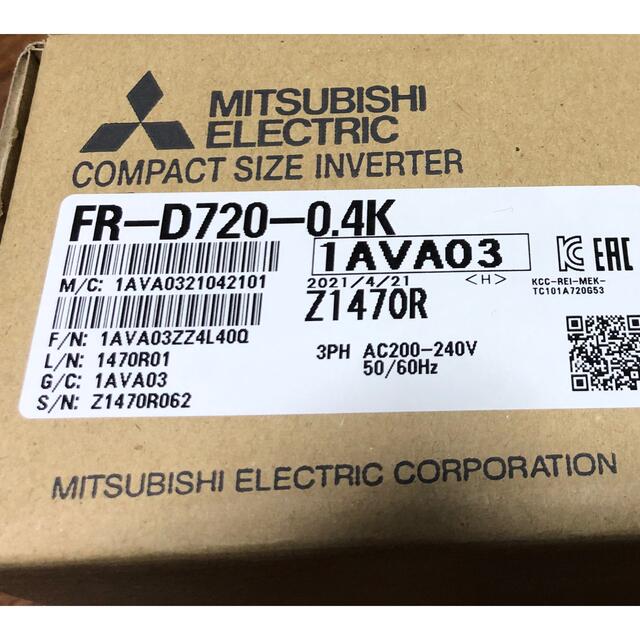 MITSUBISHI
ELECTRIC
COMPACT SIZE INVERTER
FR-D720-0.4K
1AVA03
M/C: 1AVA0321042101
2021/4/21 <H>
Z1470R
KCC-REI-MEK-
TC101A720G53
EAC
F/N: 1AVA03ZZ4L40Q
L/N: 1470R01
G/C: 1AVA03
S/N: Z1470R062
3PH AC200-240V
50/60Hz
MITSUBISHI ELECTRIC CORPORATION